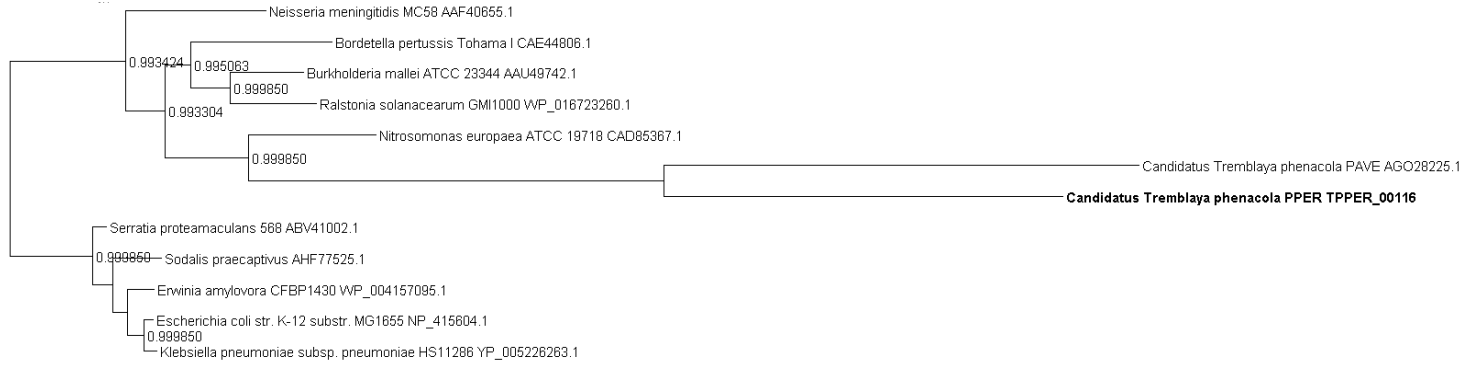 Neisseria meningitidis MC58 AAF40655.1
0.993424
Bordetella pertussis Tohama I CAE44806.1
0.995063
Burkholderia mallei ATCC 23344 AAU49742.1
0.999850
Ralstonia solanacearum GMI1000 WP_016723260.1
0.993304
Nitrosomonas europaea ATCC 19718 CAD85367.1
0.999850
Candidatus Tremblaya phenacola PAVE AGO28225.1
Candidatus Tremblaya phenacola PPER TPPER_00116
Serratia proteamaculans 568 ABV41002.1
0.999850
Sodalis praecaptivus AHF77525.1
Erwinia amylovora CFBP1430 WP_004157095.1
Escherichia coli str. K-12 substr. MG1655 NP_415604.1
0.999850
Klebsiella pneumoniae subsp. pneumoniae HS11286 YP_005226263.1